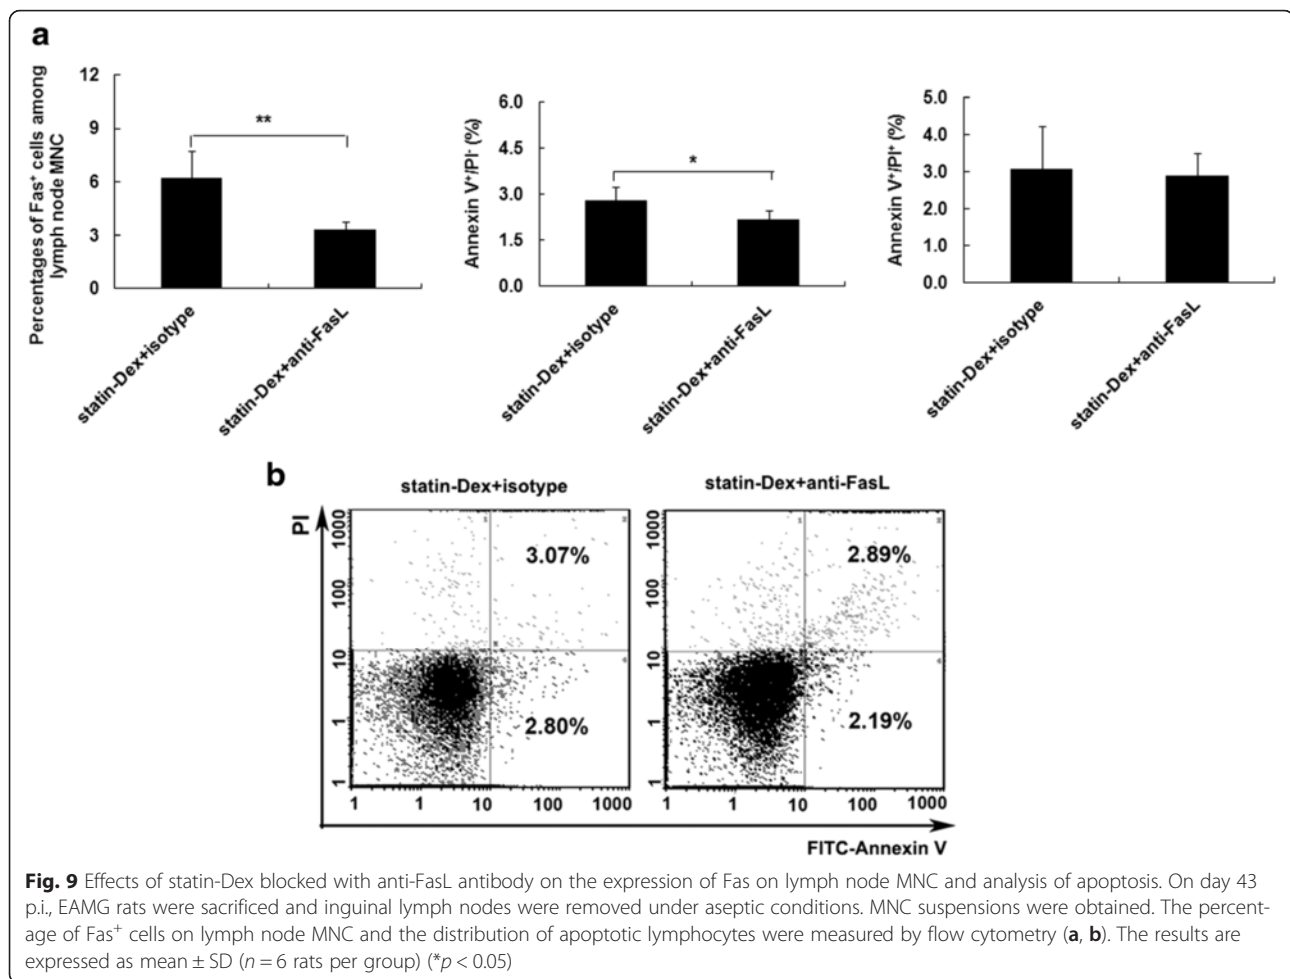 a
12
9
6
3
0
Percentages of Fas⁺ cells among
lymph node MNC
**
statin-Dex+isotype
statin-Dex+anti-FasL
6.0
4.5
3.0
1.5
0.0
Annexin V⁺/PI⁻ (%)
*
statin-Dex+isotype
statin-Dex+anti-FasL
5.0
4.0
3.0
2.0
1.0
0.0
Annexin V⁺/PI⁺ (%)
statin-Dex+isotype
statin-Dex+anti-FasL
b
statin-Dex+isotype
statin-Dex+anti-FasL
PI
1000
100
10
1
1
3.07%
2.80%
1 1 10 100 1000
1000
100
10
1
1
2.89%
2.19%
1 1 10 100 1000
FITC-Annexin V
Fig. 9 Effects of statin-Dex blocked with anti-FasL antibody on the expression of Fas on lymph node MNC and analysis of apoptosis. On day 43
p.i., EAMG rats were sacrificed and inguinal lymph nodes were removed under aseptic conditions. MNC suspensions were obtained. The percent-
age of Fas⁺ cells on lymph node MNC and the distribution of apoptotic lymphocytes were measured by flow cytometry (a, b). The results are
expressed as mean ± SD (n = 6 rats per group) (*p < 0.05)